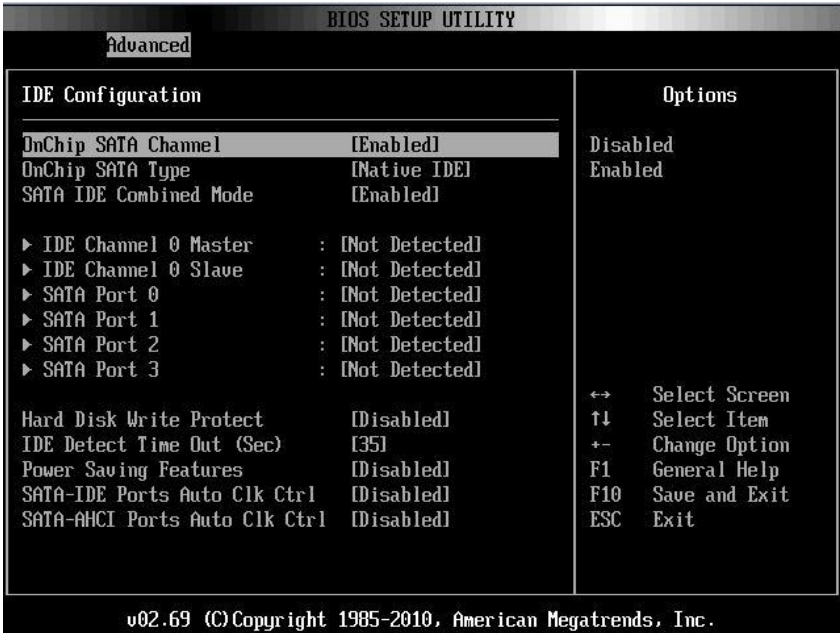 BIOS SETUP UTILITY
Advanced
IDE Configuration
OnChip SATA Channel [Enabled]
OnChip SATA Type [Native IDE]
SATA IDE Combined Mode [Enabled]
▶ IDE Channel 0 Master : [Not Detected]
▶ IDE Channel 0 Slave : [Not Detected]
▶ SATA Port 0 : [Not Detected]
▶ SATA Port 1 : [Not Detected]
▶ SATA Port 2 : [Not Detected]
▶ SATA Port 3 : [Not Detected]
Hard Disk Write Protect [Disabled]
IDE Detect Time Out (Sec) [35]
Power Saving Features [Disabled]
SATA-IDE Ports Auto Clk Ctrl [Disabled]
SATA-AHCI Ports Auto Clk Ctrl [Disabled]
Options
Disabled
Enabled
↔ Select Screen
↑↓ Select Item
+- Change Option
F1 General Help
F10 Save and Exit
ESC Exit
v02.69 (C)Copyright 1985-2010, American Megatrends, Inc.